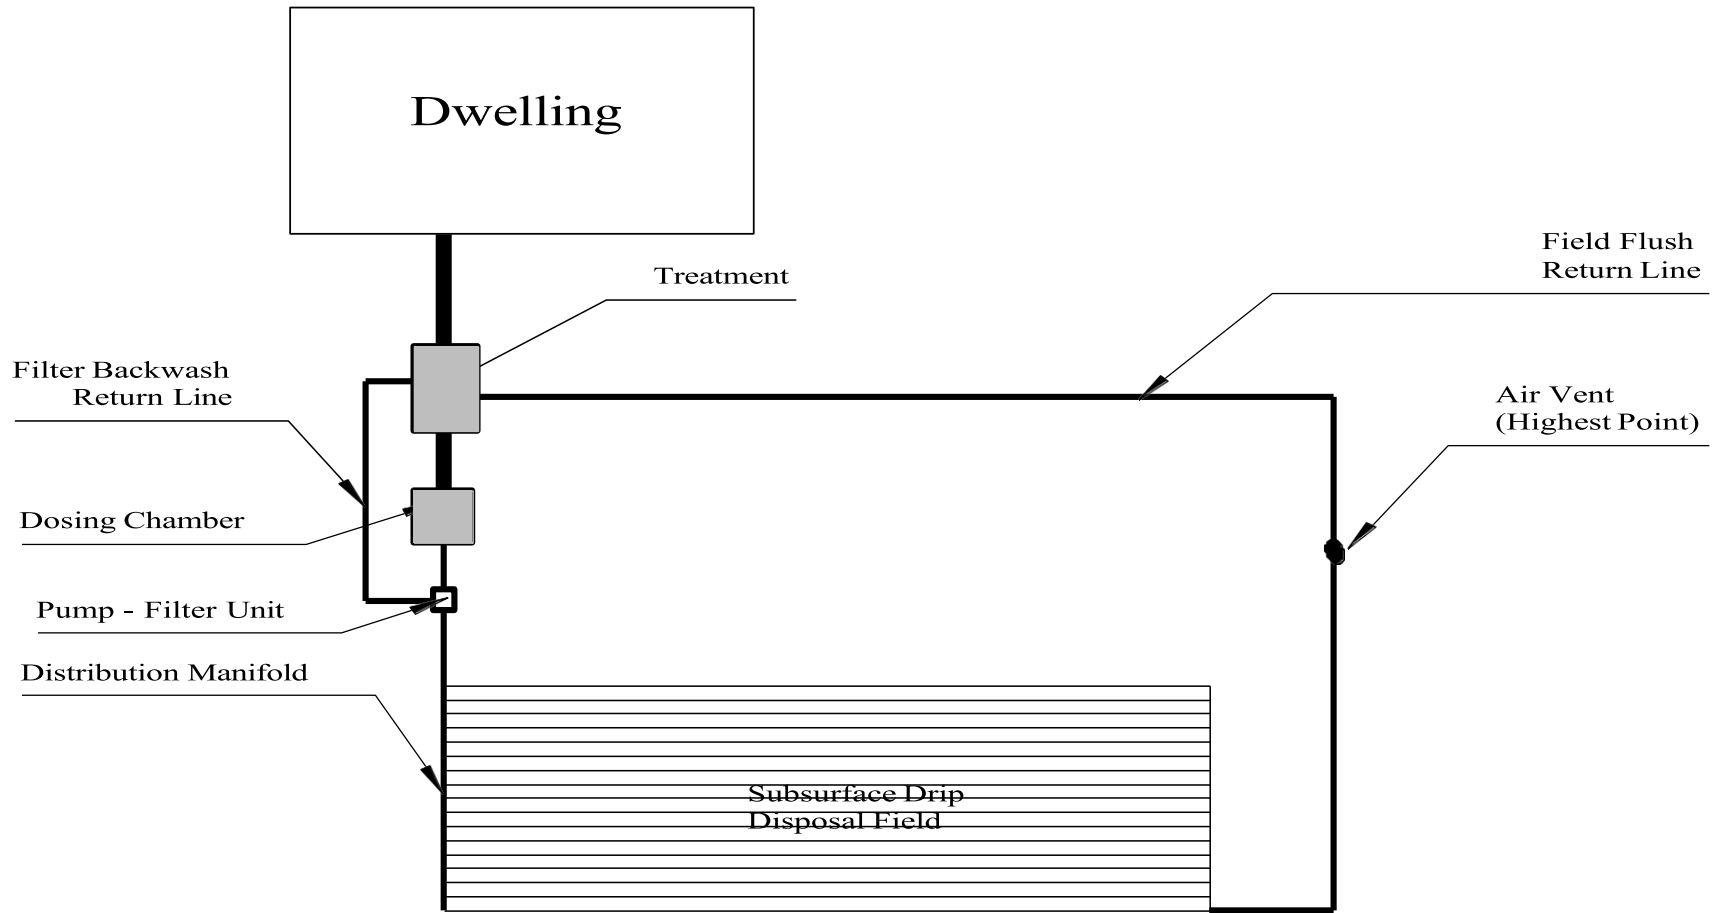 Dwelling
Treatment
Field Flush
Return Line
Filter Backwash
Return Line
Air Vent
(Highest Point)
Dosing Chamber
Pump - Filter Unit
Distribution Manifold
Subsurface Drip
Disposal Field